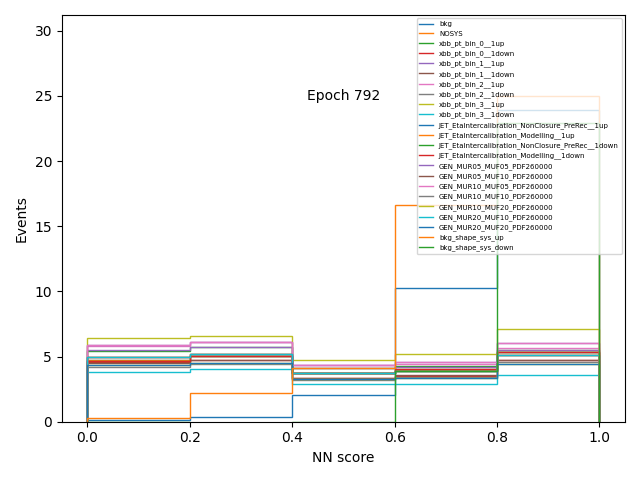 30
25
20
15
10
5
0
Events
Epoch 792
bkg
NOSYS
xbb_pt_bin_0__1up
xbb_pt_bin_0__1down
xbb_pt_bin_1__1up
xbb_pt_bin_1__1down
xbb_pt_bin_2__1up
xbb_pt_bin_2__1down
xbb_pt_bin_3__1up
xbb_pt_bin_3__1down
JET_EtaIntercalibration_NonClosure_PreRec__1up
JET_EtaIntercalibration_Modelling__1up
JET_EtaIntercalibration_NonClosure_PreRec__1down
JET_EtaIntercalibration_Modelling__1down
GEN_MUR05_MUF05_PDF260000
GEN_MUR05_MUF10_PDF260000
GEN_MUR10_MUF05_PDF260000
GEN_MUR10_MUF10_PDF260000
GEN_MUR10_MUF20_PDF260000
GEN_MUR20_MUF10_PDF260000
GEN_MUR20_MUF20_PDF260000
bkg_shape_sys_up
bkg_shape_sys_down
0.0 0.2 0.4 0.6 0.8 1.0
NN score